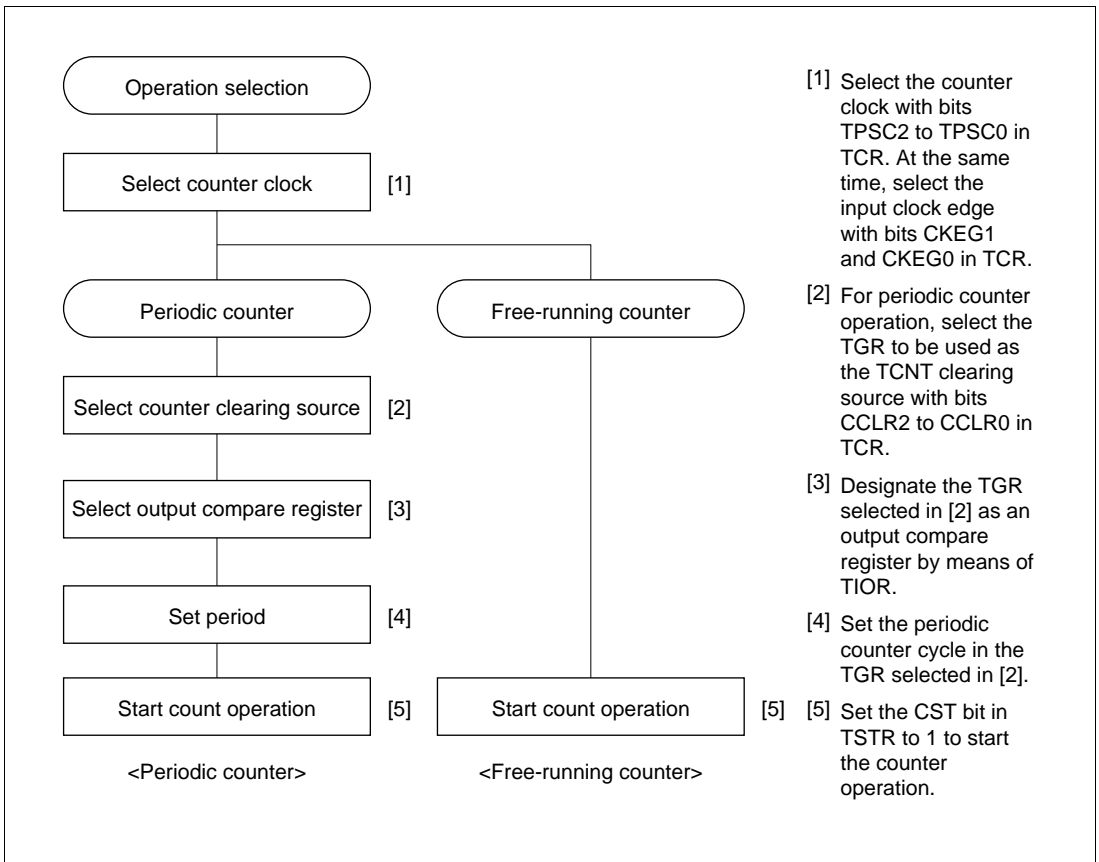 Operation selection
Select counter clock
[1]
Periodic counter
Free-running counter
Select counter clearing source
[2]
Select output compare register
[3]
Set period
[4]
Start count operation
[5]
Start count operation
[5]
<Periodic counter>
<Free-running counter>
[1] Select the counter
clock with bits
TPSC2 to TPSC0 in
TCR. At the same
time, select the
input clock edge
with bits CKEG1
and CKEG0 in TCR.
[2] For periodic counter
operation, select the
TGR to be used as
the TCNT clearing
source with bits
CCLR2 to CCLR0 in
TCR.
[3] Designate the TGR
selected in [2] as an
output compare
register by means of
TIOR.
[4] Set the periodic
counter cycle in the
TGR selected in [2].
[5] Set the CST bit in
TSTR to 1 to start
the counter
operation.